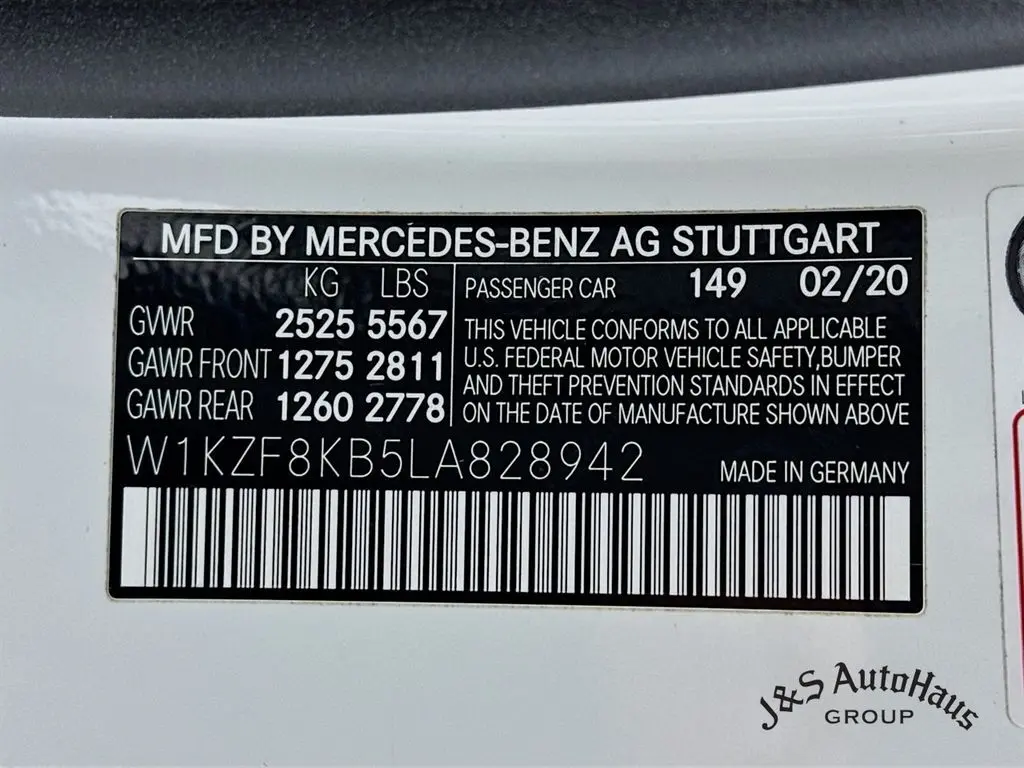 MFD BY MERCEDES-BENZ AG STUTTGART
KG LBS
GVWR 2525 5567
GAWR FRONT 1275 2811
GAWR REAR 1260 2778
PASSENGER CAR 149 02/20
THIS VEHICLE CONFORMS TO ALL APPLICABLE
U.S. FEDERAL MOTOR VEHICLE SAFETY,BUMPER
AND THEFT PREVENTION STANDARDS IN EFFECT
ON THE DATE OF MANUFACTURE SHOWN ABOVE
W1KZF8KB5LA828942
MADE IN GERMANY
J&S AutoHaus
GROUP